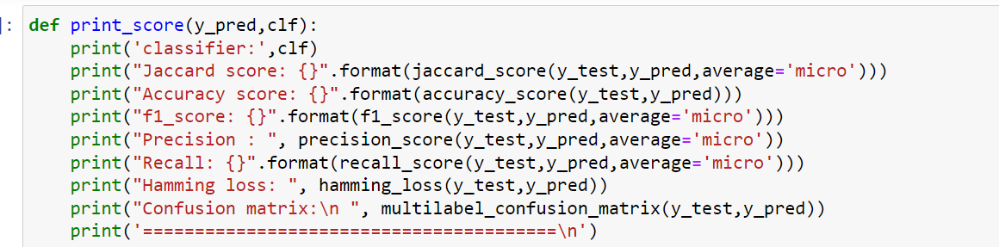 ]: def print_score(y_pred,clf):
    print('classifier:',clf)
    print("Jaccard score: {}".format(jaccard_score(y_test,y_pred,average='micro')))
    print("Accuracy score: {}".format(accuracy_score(y_test,y_pred)))
    print("f1_score: {}".format(f1_score(y_test,y_pred,average='micro')))
    print("Precision : ", precision_score(y_test,y_pred,average='micro'))
    print("Recall: {}".format(recall_score(y_test,y_pred,average='micro')))
    print("Hamming loss: ", hamming_loss(y_test,y_pred))
    print("Confusion matrix:\n ", multilabel_confusion_matrix(y_test,y_pred))
    print('========================================\n')